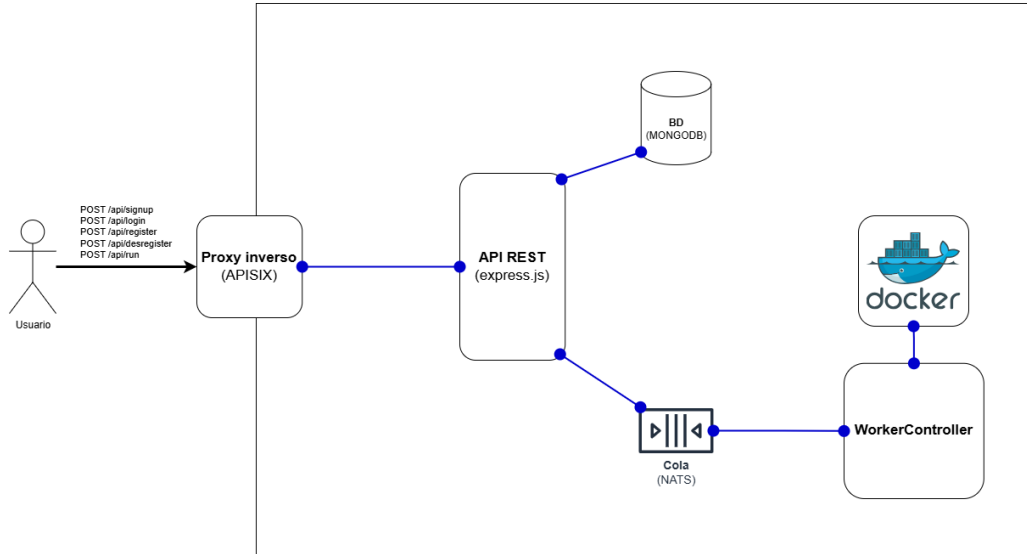 BD
(MONGODB)
POST /api/signup
POST /api/login
POST /api/register
POST /api/desregister
POST /api/run
Usuario
Proxy inverso
(APISIX)
API REST
(express.js)
docker
WorkerController
Cola
(NATS)